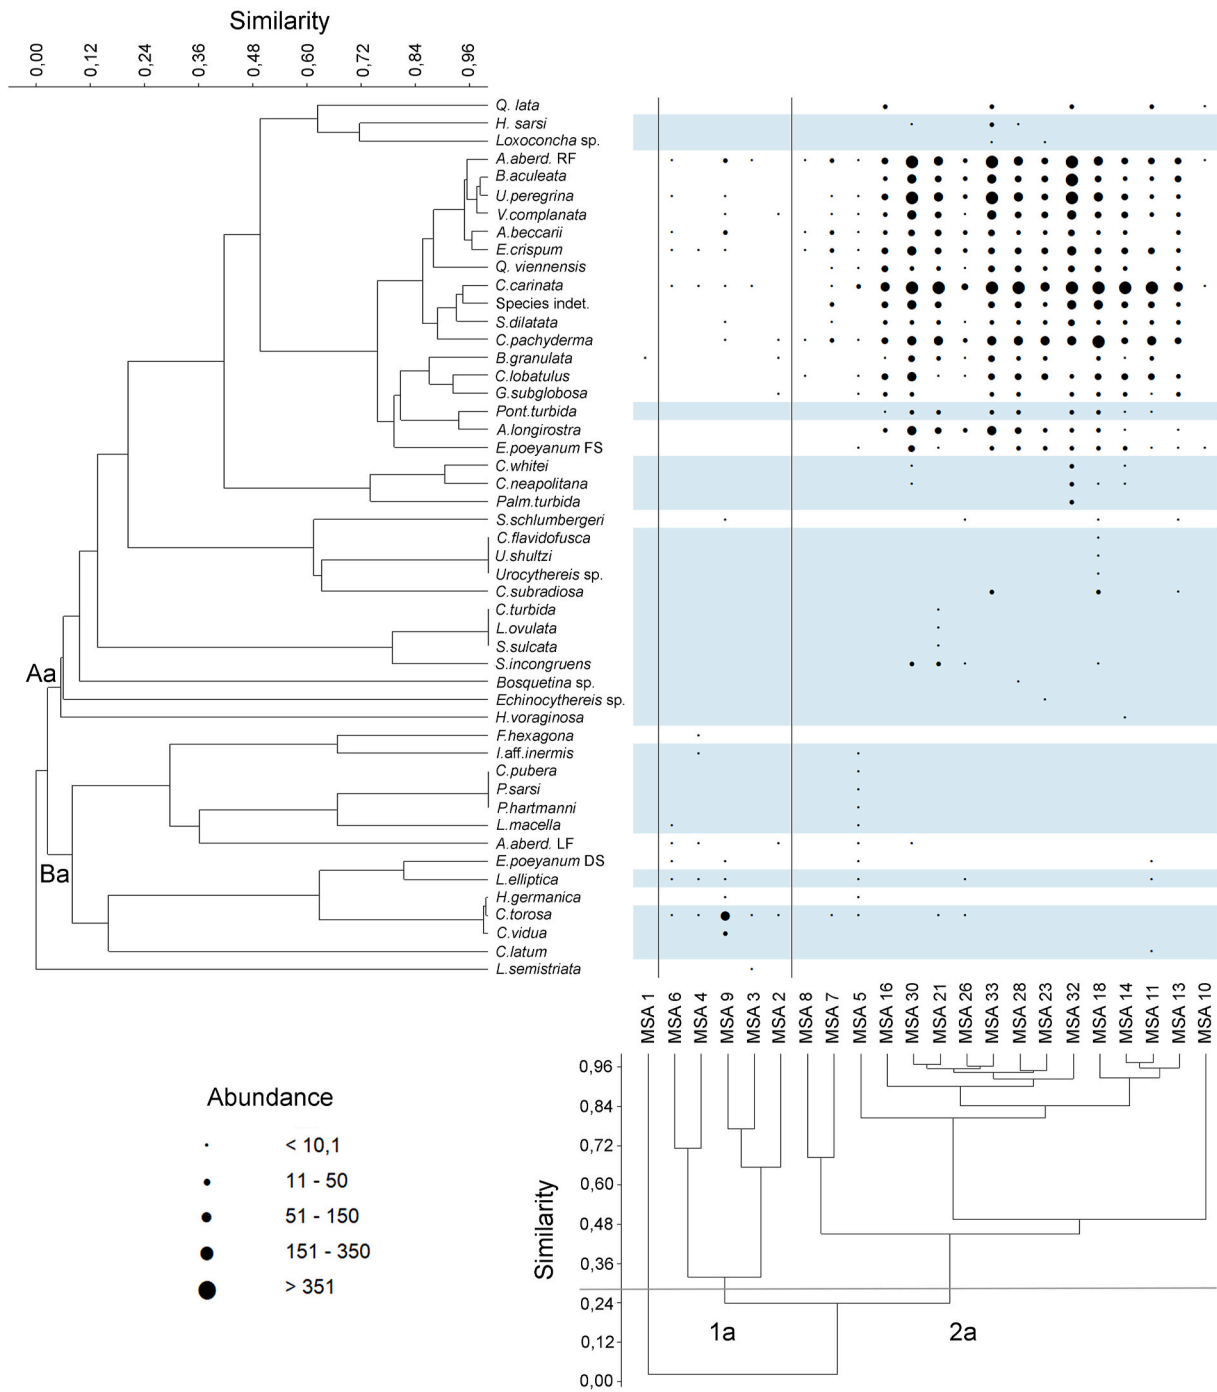 Similarity
0,00 0,12 0,24 0,36 0,48 0,60 0,72 0,84 0,96
Q. lata
H. sarsi
Loxoconcha sp.
A.aberd. RF
B.aculeata
U.peregrina
V.complanata
A.beccarii
E.crispum
Q. viennensis
C.carinata
Species indet.
S.dilatata
C.pachyderma
B.granulata
C.lobatulus
G.subglobosa
Pont.turbida
A.longirostra
E.poeyanum FS
C.whitei
C.neapolitana
Palm.turbida
S.schlumbergeri
C.flavidofusca
U.shultzi
Urocythereis sp.
C.subradiosa
C.turbida
L.ovulata
S.sulcata
S.incongruens
Aa
Bosquetina sp.
Echinocythereis sp.
H.voraginosa
F.hexagona
I.aff.inermis
C.pubera
P.sarsi
P.hartmanni
L.macella
A.aberd. LF
E.poeyanum DS
Ba
L.elliptica
H.germanica
C.torosa
C.vidua
C.latum
L.semistriata
MSA 1 MSA 6 MSA 4 MSA 9 MSA 3 MSA 2 MSA 8 MSA 7 MSA 5 MSA 16 MSA 30 MSA 21 MSA 26 MSA 33 MSA 28 MSA 23 MSA 32 MSA 18 MSA 14 MSA 11 MSA 13 MSA 10
Abundance
< 10,1
11 - 50
51 - 150
151 - 350
> 351
Similarity
0,96
0,84
0,72
0,60
0,48
0,36
0,24
0,12
0,00
1a 2a